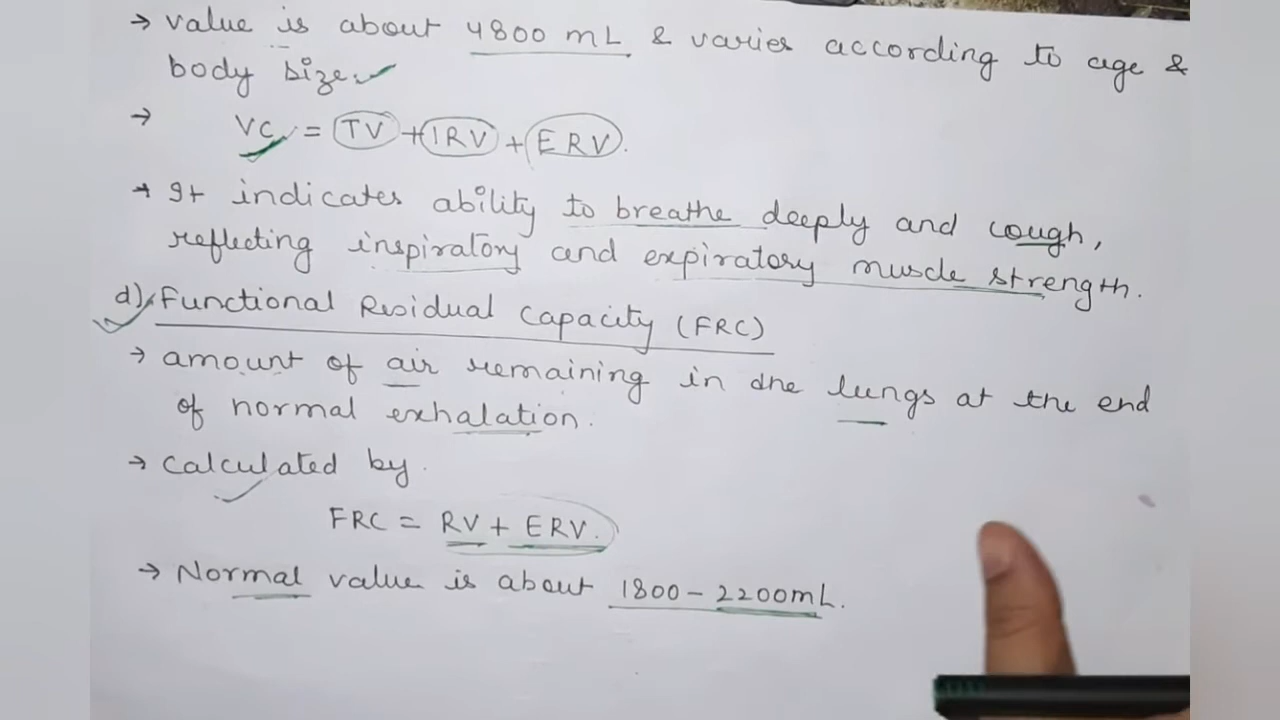 → value is about 4800 mL & varies according to age &
body size.
→ VC = TV + IRV + ERV.
→ It indicates ability to breathe deeply and cough,
reflecting inspiratory and expiratory muscle strength.
d) Functional Residual Capacity (FRC)
→ amount of air remaining in the lungs at the end
of normal exhalation.
→ Calculated by.
FRC = RV + ERV.
→ Normal value is about 1800 - 2200mL.